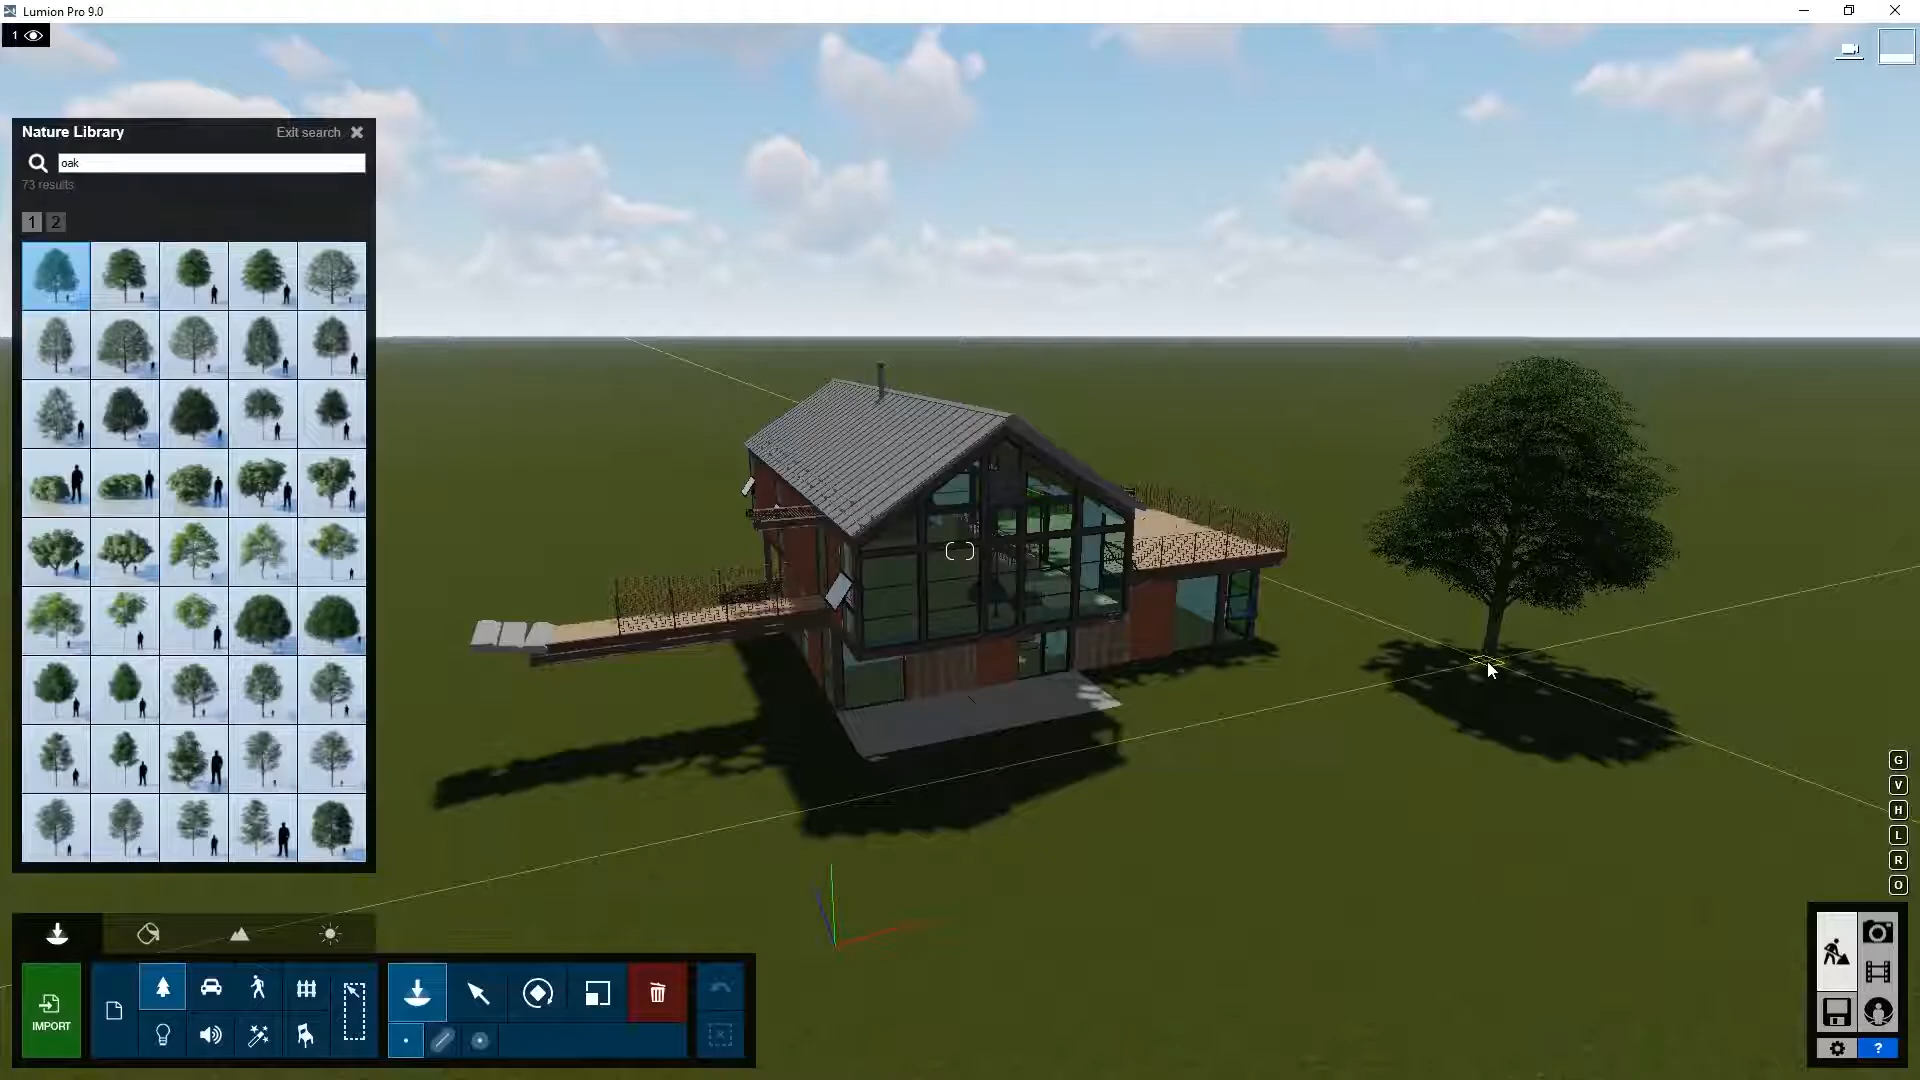 Lumion Pro 9.0
1
Nature Library
Exit search
oak
73 results
1 2
G
V
H
L
R
O
IMPORT
?